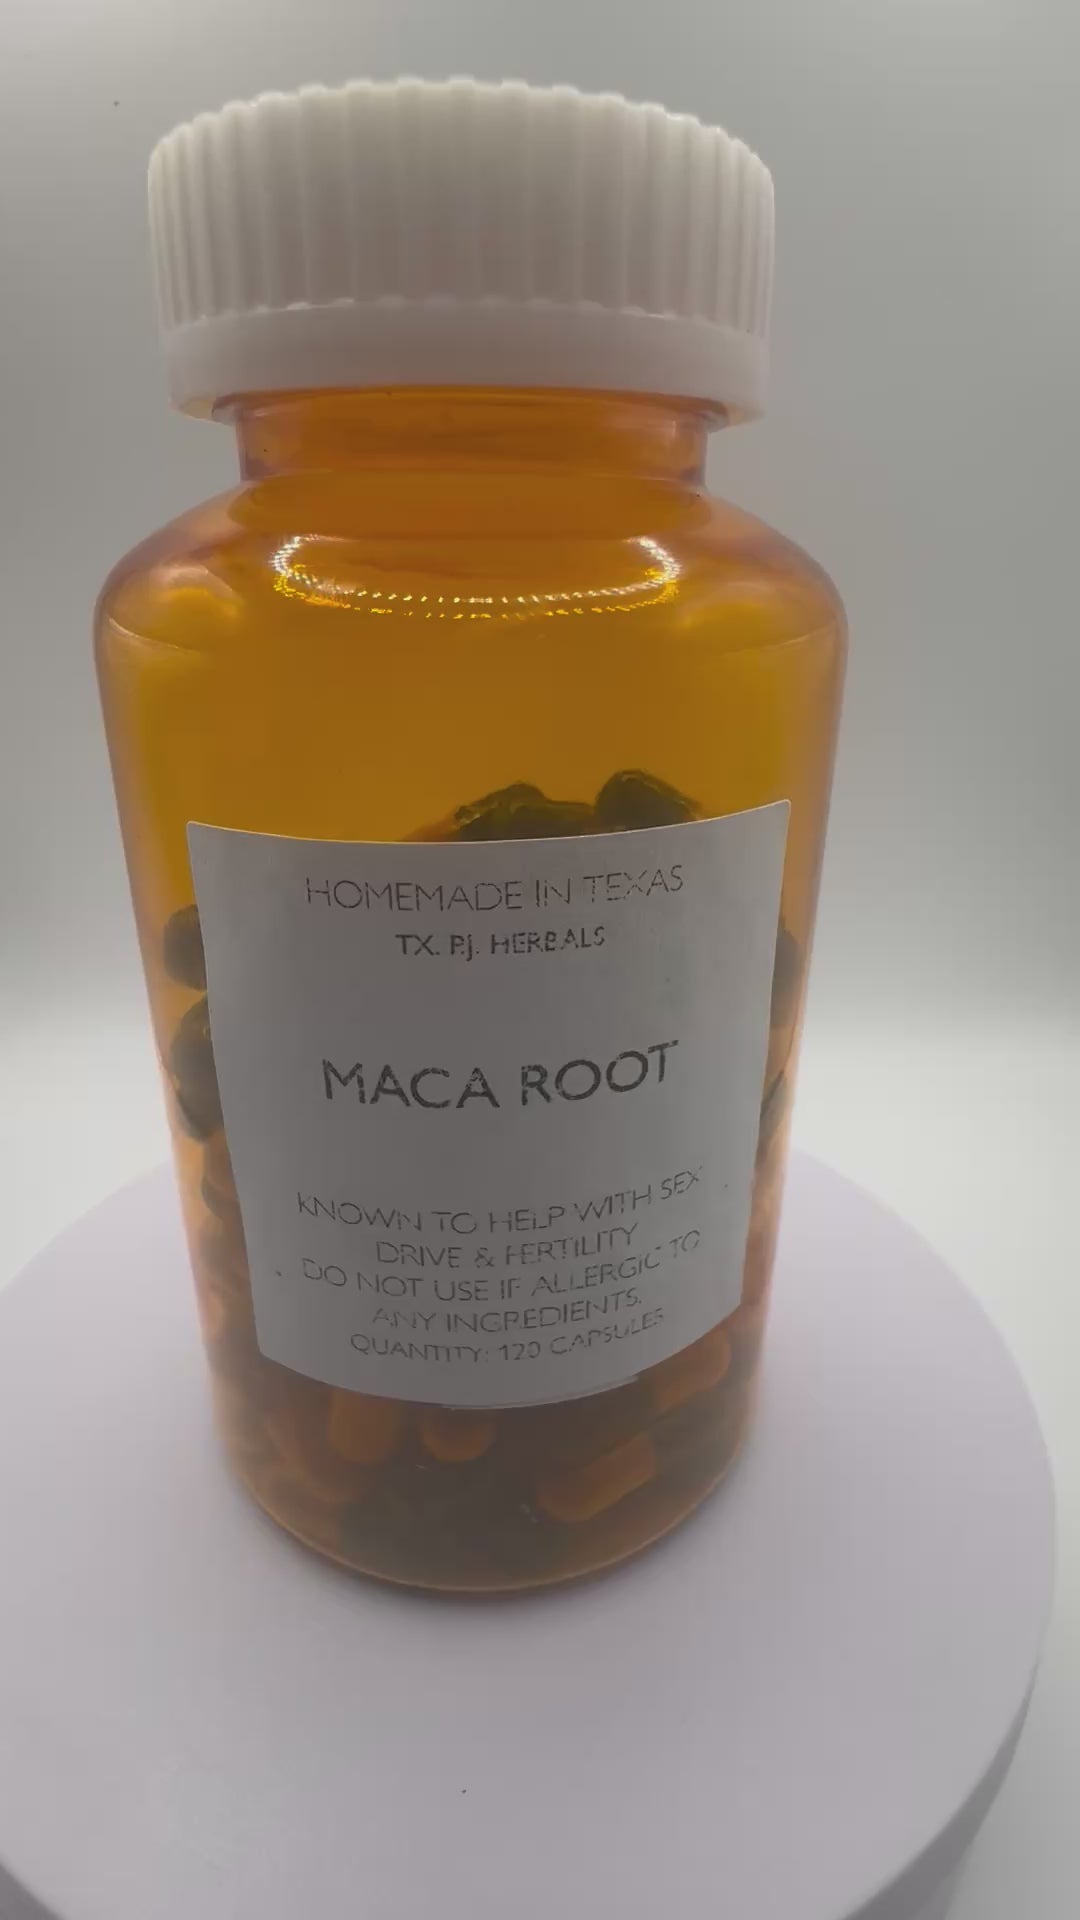 HOMEMADE IN TEXAS
TX. P.J. HERBALS
MACA ROOT
KNOWN TO HELP WITH SEX
DRIVE & FERTILITY
DO NOT USE IF ALLERGIC TO
ANY INGREDIENTS.
QUANTITY: 120 CAPSULES